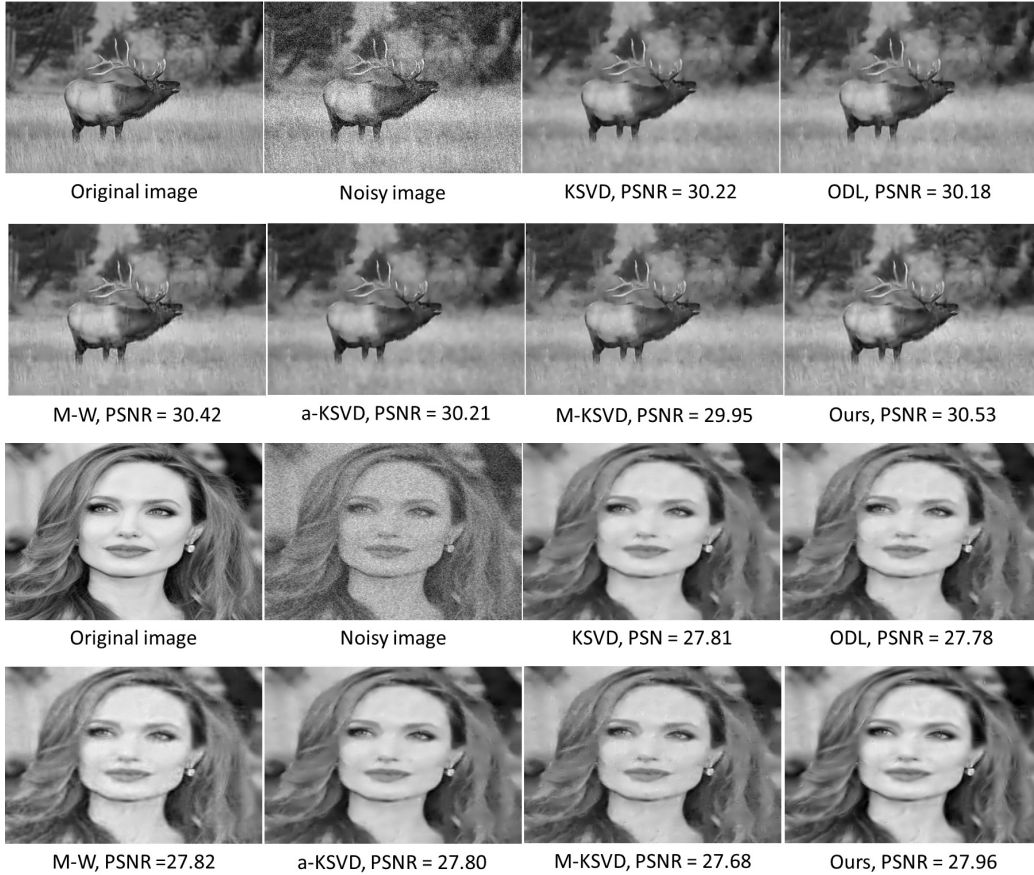 Original image Noisy image KSVD, PSNR = 30.22 ODL, PSNR = 30.18
M-W, PSNR = 30.42 a-KSVD, PSNR = 30.21 M-KSVD, PSNR = 29.95 Ours, PSNR = 30.53
Original image Noisy image KSVD, PSN = 27.81 ODL, PSNR = 27.78
M-W, PSNR =27.82 a-KSVD, PSNR = 27.80 M-KSVD, PSNR = 27.68 Ours, PSNR = 27.96